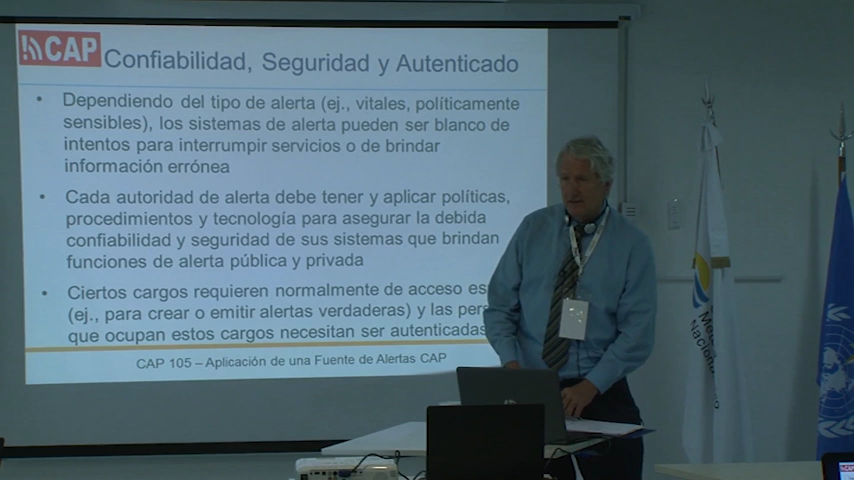 CAP Confiabilidad, Seguridad y Autenticado
• Dependiendo del tipo de alerta (ej., vitales, políticamente
sensibles), los sistemas de alerta pueden ser blanco de
intentos para interrumpir servicios o de brindar
información errónea
• Cada autoridad de alerta debe tener y aplicar políticas,
procedimientos y tecnología para asegurar la debida
confiabilidad y seguridad de sus sistemas que brindan
funciones de alerta pública y privada
• Ciertos cargos requieren normalmente de acceso es
(ej., para crear o emitir alertas verdaderas) y las per
que ocupan estos cargos necesitan ser autenticadas
CAP 105 – Aplicación de una Fuente de Alertas CAP
CAP